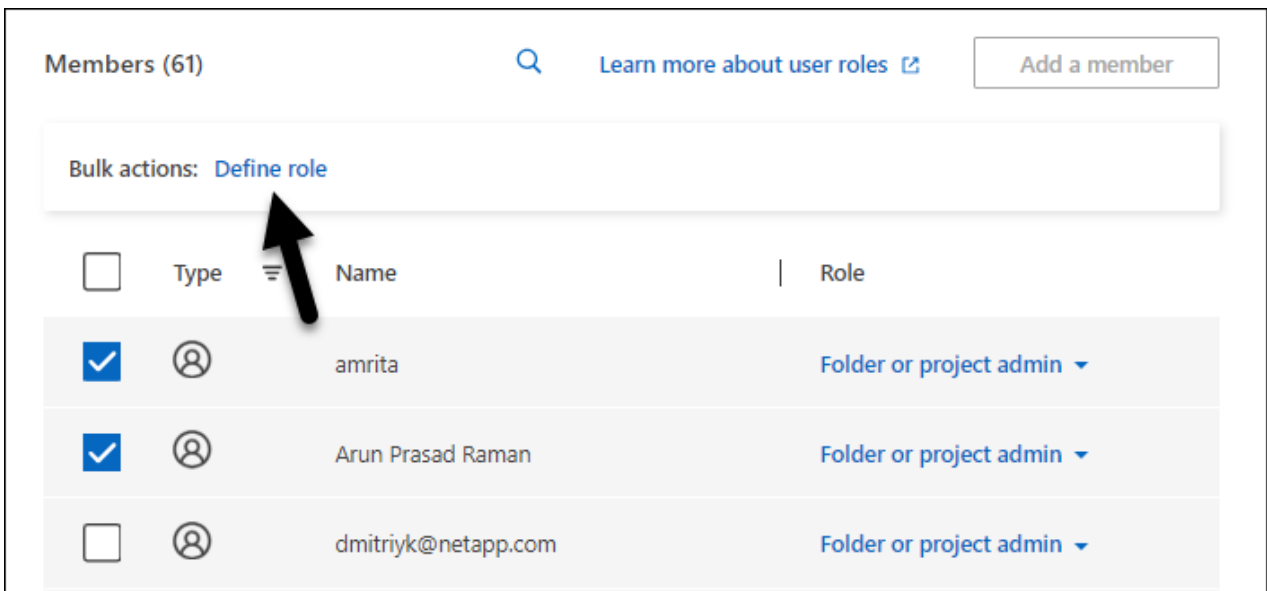 Members (61) Learn more about user roles Add a member
Bulk actions: Define role
Type Name Role
amrita Folder or project admin
Arun Prasad Raman Folder or project admin
dmitriyk@netapp.com Folder or project admin